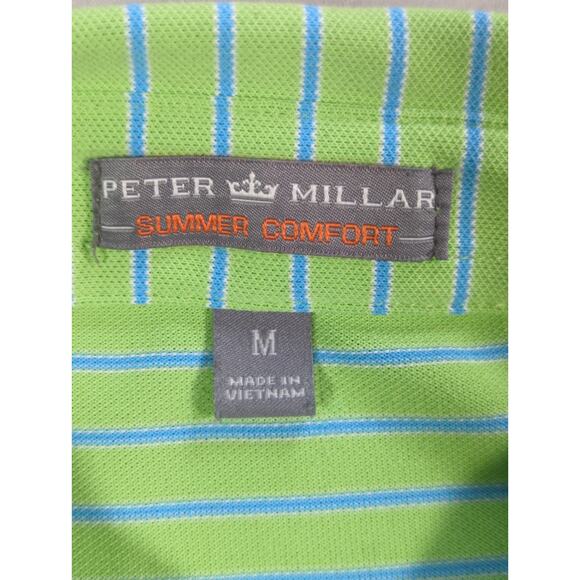 PETER MILLAR
SUMMER COMFORT
M
MADE IN
VIETNAM